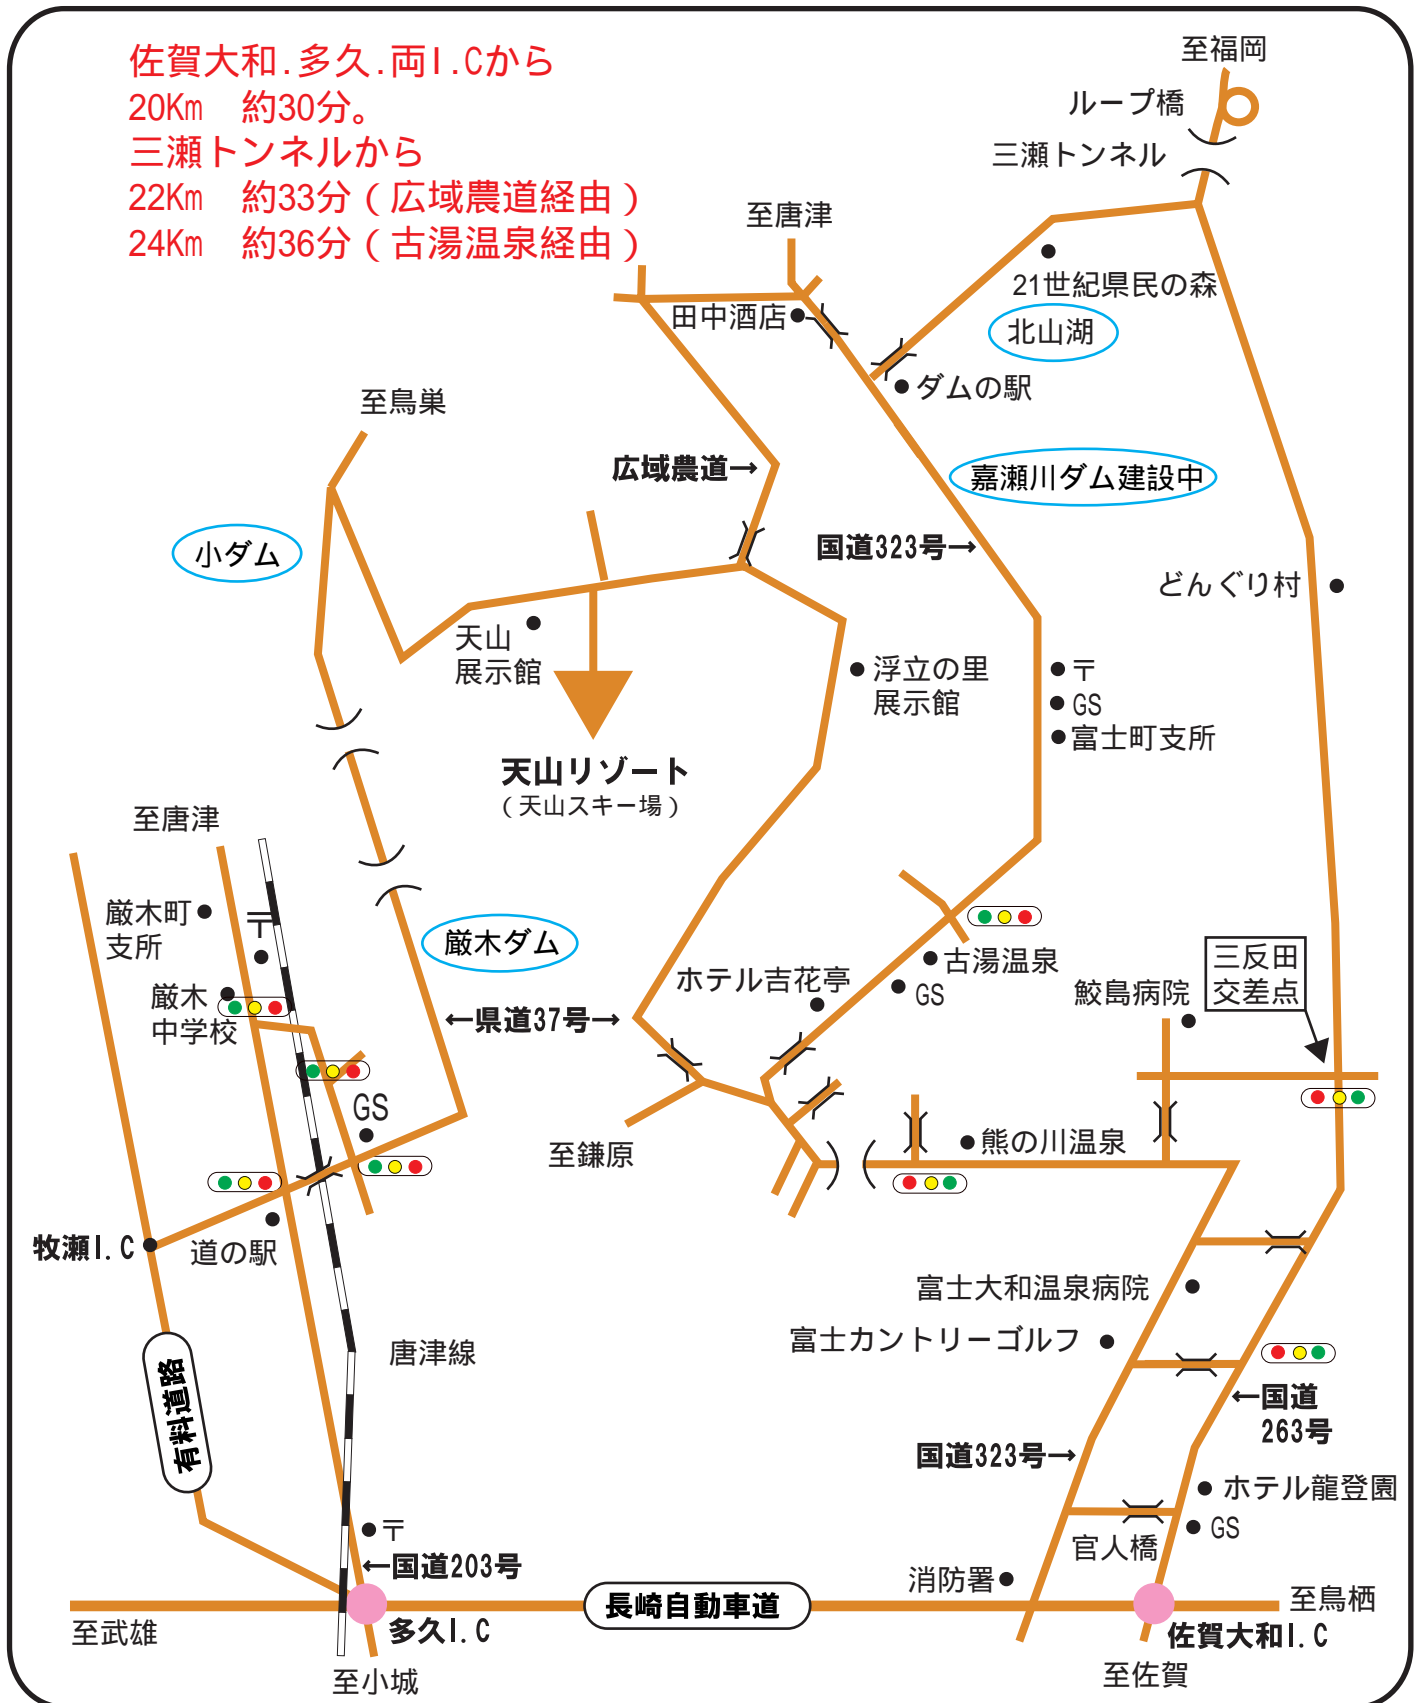 佐賀大和.多久.両I.Cから
20Km　約30分。
三瀬トンネルから
22Km　約33分（広域農道経由）
24Km　約36分（古湯温泉経由）
至福岡
ループ橋
三瀬トンネル
至唐津
21世紀県民の森
田中酒店
北山湖
ダムの駅
至鳥巣
広域農道→
嘉瀬川ダム建設中
小ダム
国道323号→
どんぐり村
天山
展示館
浮立の里
展示館
〒
GS
富士町支所
天山リゾート
（天山スキー場）
至唐津
厳木町
支所
〒
厳木ダム
古湯温泉
GS
ホテル吉花亭
三反田
交差点
鮫島病院
厳木
中学校
←県道37号→
GS
至鎌原
熊の川温泉
牧瀬I.C
道の駅
富士大和温泉病院
富士カントリーゴルフ
唐津線
有料道路
←国道
263号
国道323号→
ホテル龍登園
GS
〒
官人橋
←国道203号
消防署
長崎自動車道
至鳥栖
至武雄
多久I.C
佐賀大和I.C
至小城
至佐賀